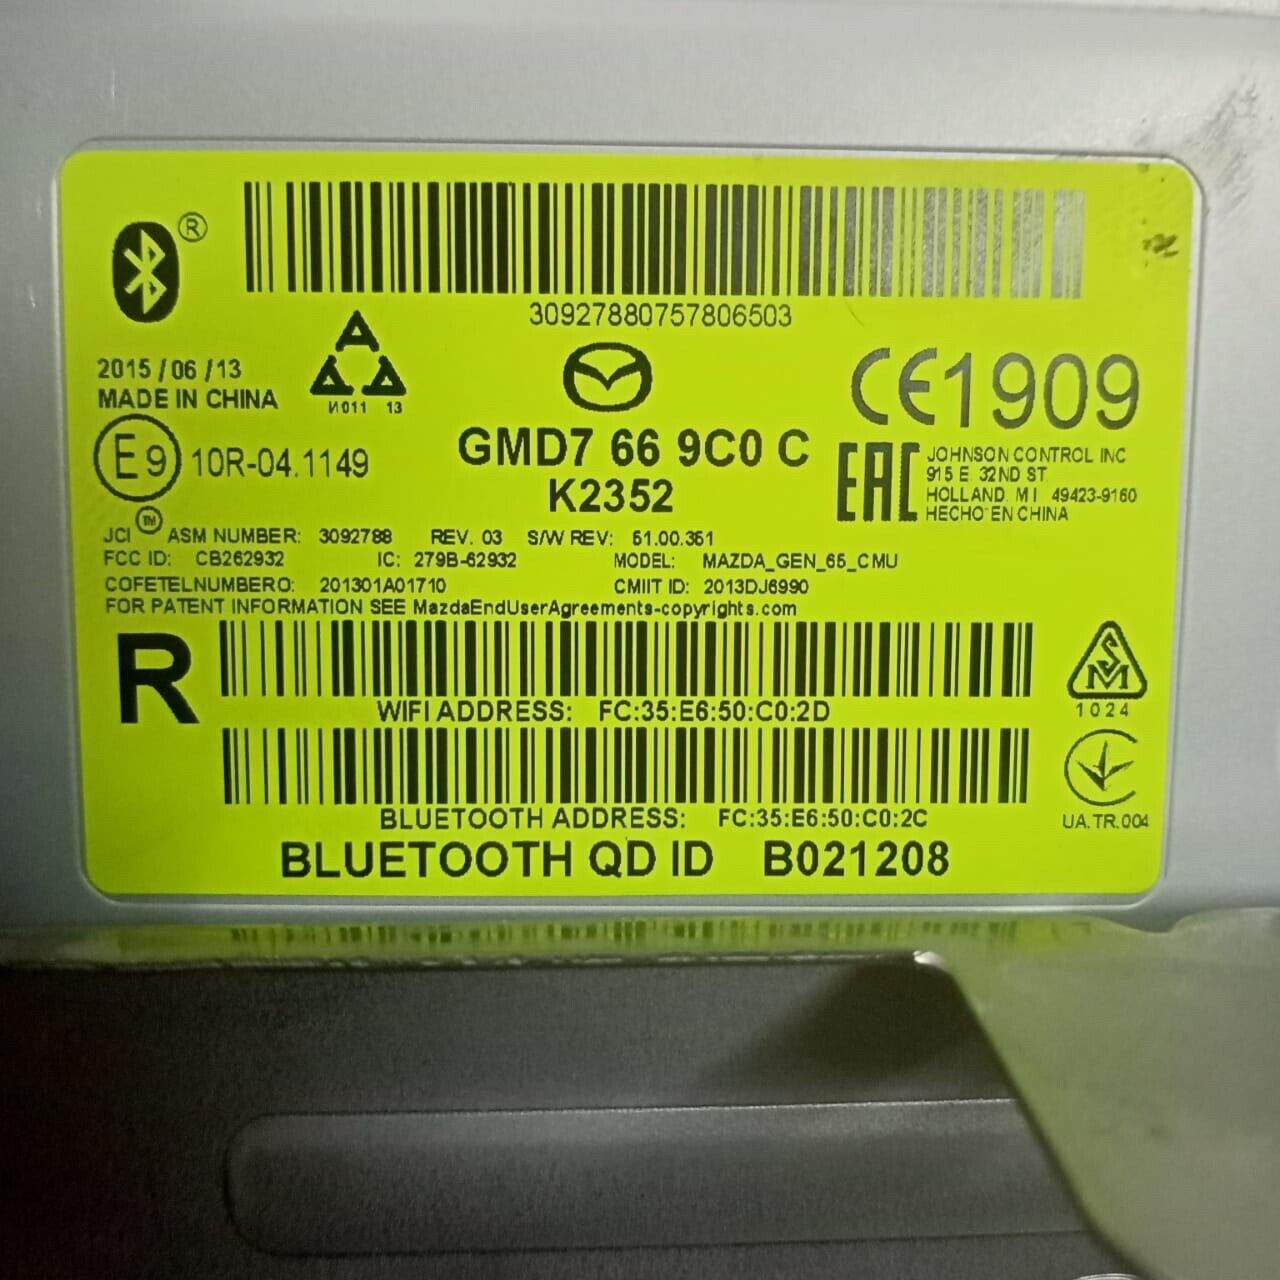 ®
30927880757806503
2015 / 06 / 13
MADE IN CHINA
И011 13
CE1909
E9 10R-04.1149
GMD7 66 9C0 C
K2352
EAC
JOHNSON CONTROL INC
915 E. 32ND ST
HOLLAND, M I 49423-9160
HECHO EN CHINA
JCI ™ ASM NUMBER: 3092788 REV. 03 S/W REV: 51.00.351
FCC ID: CB262932 IC: 279B-62932 MODEL: MAZDA_GEN_65_CMU
COFETELNUMBERO: 201301A01710 CMIIT ID: 2013DJ6990
FOR PATENT INFORMATION SEE MazdaEndUserAgreements-copyrights.com
R
WIFI ADDRESS: FC:35:E6:50:C0:2D
SM
1024
BLUETOOTH ADDRESS: FC:35:E6:50:C0:2C
UA.TR.004
BLUETOOTH QD ID B021208